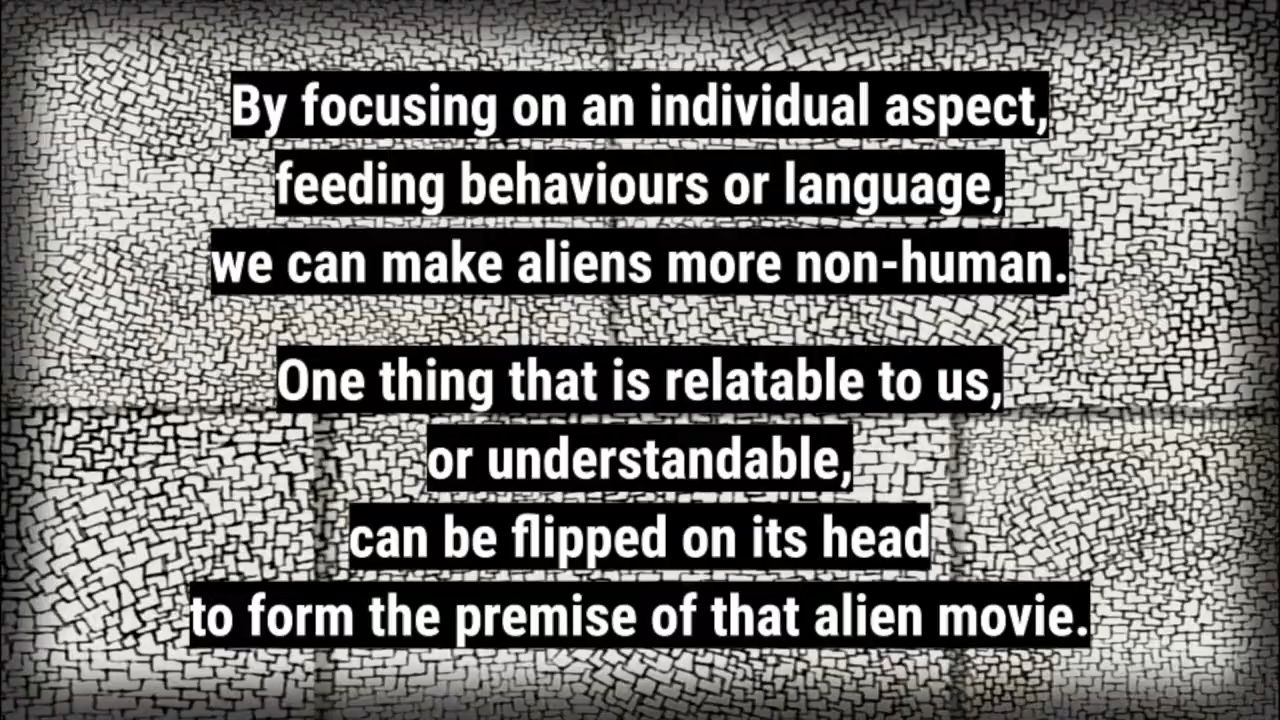 By focusing on an individual aspect,
feeding behaviours or language,
we can make aliens more non-human.
One thing that is relatable to us,
or understandable,
can be flipped on its head
to form the premise of that alien movie.